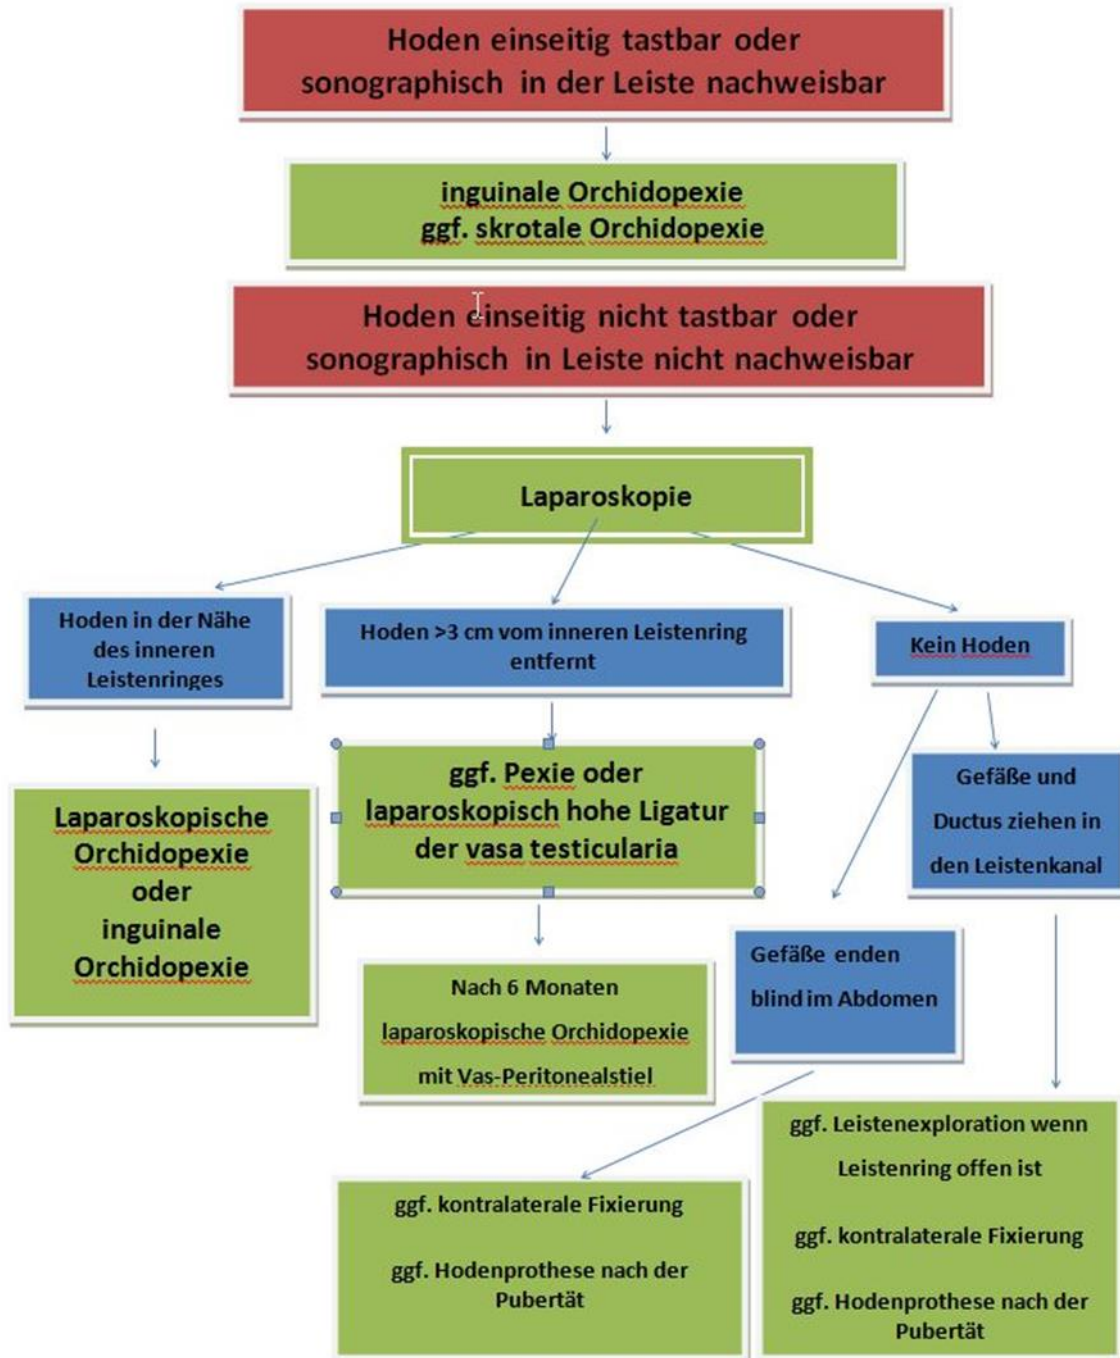 Hoden einseitig tastbar oder
sonographisch in der Leiste nachweisbar
inguinale Orchidopexie
ggf. skrotale Orchidopexie
Hoden einseitig nicht tastbar oder
sonographisch in Leiste nicht nachweisbar
Laparoskopie
Hoden in der Nähe
des inneren
Leistenringes
Hoden >3 cm vom inneren Leistenring
entfernt
Kein Hoden
Laparoskopische
Orchidopexie
oder
inguinale
Orchidopexie
ggf. Pexie oder
laparoskopisch hohe Ligatur
der vasa testicularia
Gefäße und
Ductus ziehen in
den Leistenkanal
Nach 6 Monaten
laparoskopische Orchidopexie
mit Vas-Peritonealstiel
Gefäße enden
blind im Abdomen
ggf. kontralaterale Fixierung
ggf. Hodenprothese nach der
Pubertät
ggf. Leistenexploration wenn
Leistenring offen ist
ggf. kontralaterale Fixierung
ggf. Hodenprothese nach der
Pubertät